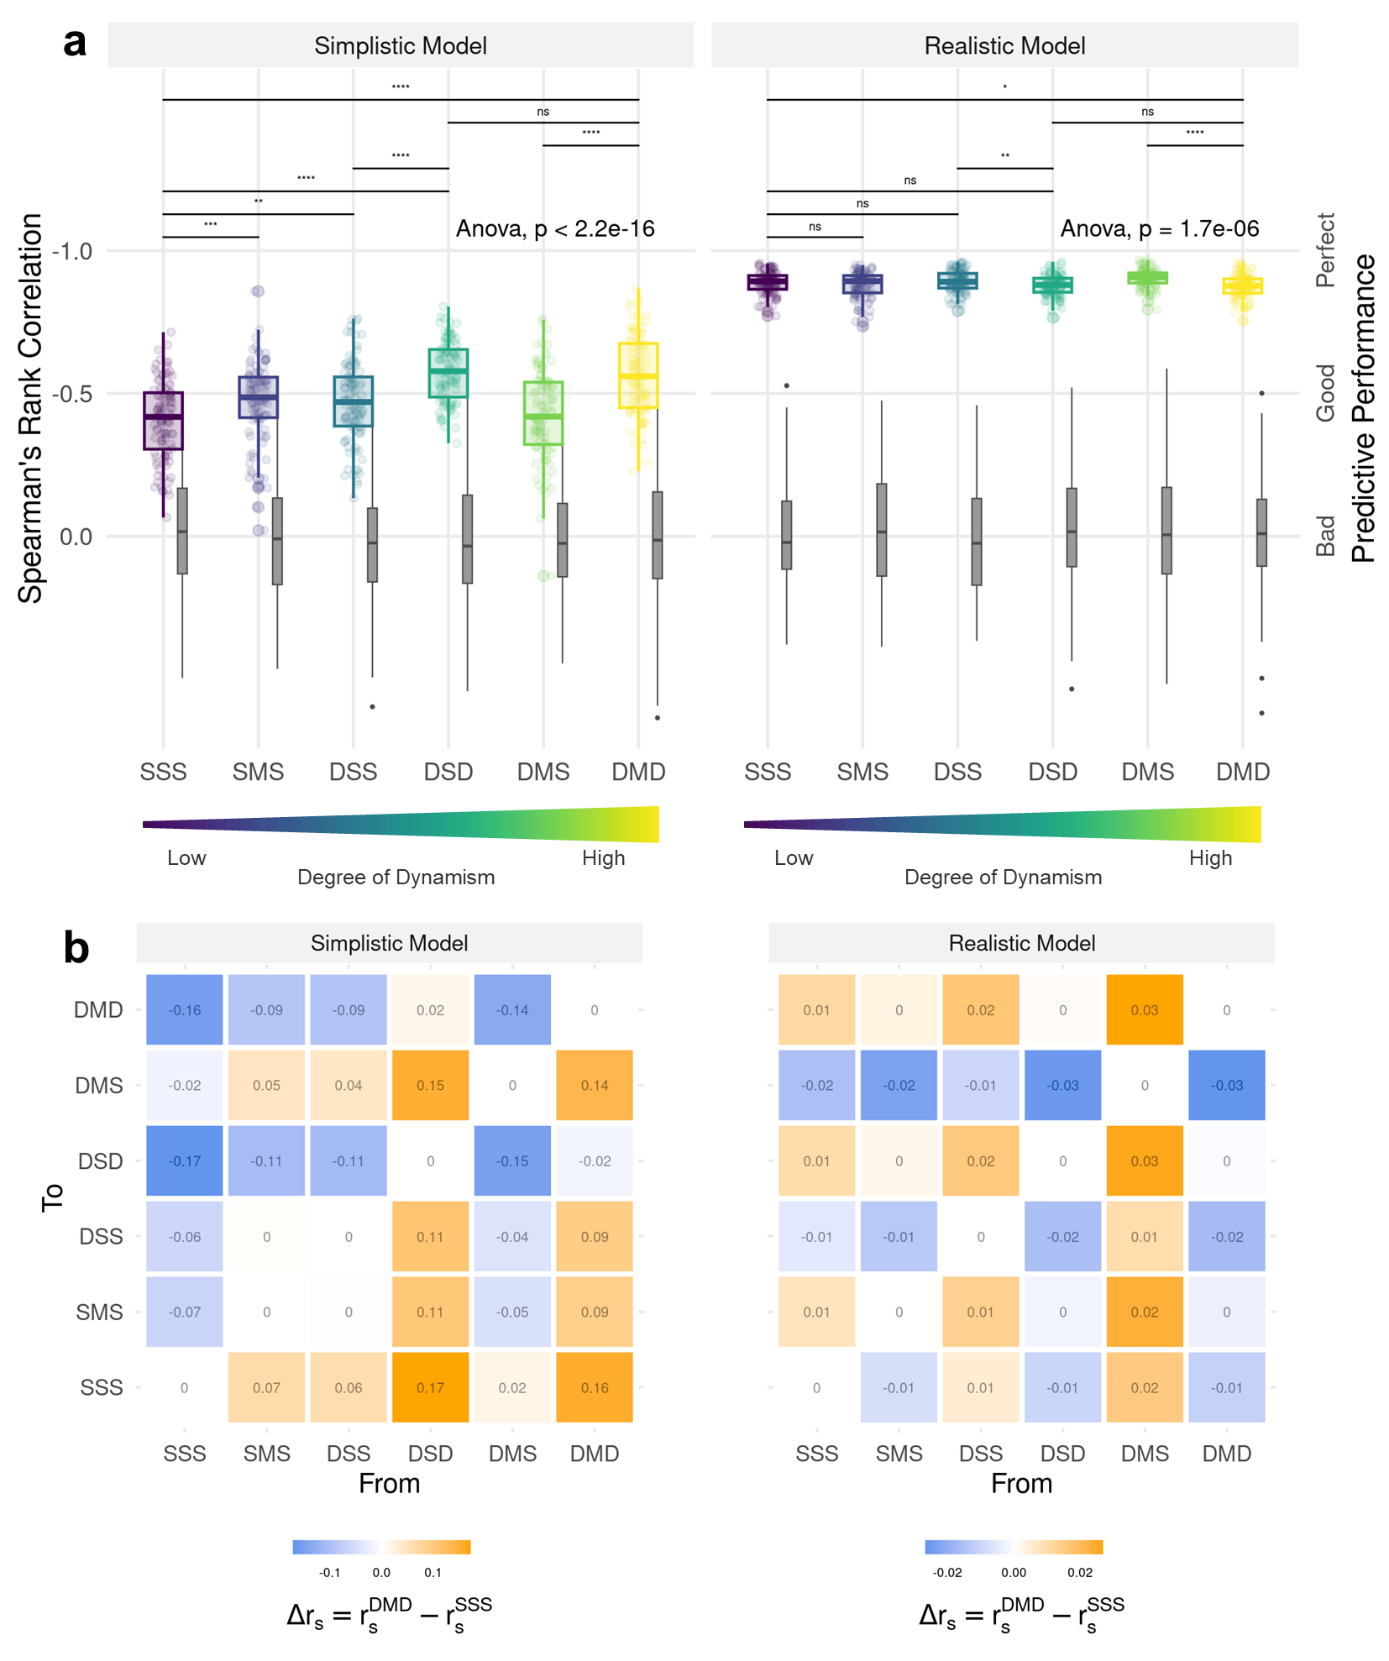 a
Simplistic Model
Realistic Model
****
ns
****
****
****
**
***
Anova, p < 2.2e-16
*
ns
****
**
ns
ns
ns
Anova, p = 1.7e-06
Spearman's Rank Correlation
-1.0
-0.5
0.0
Perfect
Good
Bad
Predictive Performance
SSS SMS DSS DSD DMS DMD
SSS SMS DSS DSD DMS DMD
Low High
Degree of Dynamism
Low High
Degree of Dynamism
b
Simplistic Model
To
DMD -0.16 -0.09 -0.09 0.02 -0.14 0
DMS -0.02 0.05 0.04 0.15 0 0.14
DSD -0.17 -0.11 -0.11 0 -0.15 -0.02
DSS -0.06 0 0 0.11 -0.04 0.09
SMS -0.07 0 0 0.11 -0.05 0.09
SSS 0 0.07 0.06 0.17 0.02 0.16
SSS SMS DSS DSD DMS DMD
From
-0.1 0.0 0.1
Δrₛ = rₛᴰᴹᴰ − rₛˢˢˢ
Realistic Model
0.01 0 0.02 0 0.03 0
-0.02 -0.02 -0.01 -0.03 0 -0.03
0.01 0 0.02 0 0.03 0
-0.01 -0.01 0 -0.02 0.01 -0.02
0.01 0 0.01 0 0.02 0
0 -0.01 0.01 -0.01 0.02 -0.01
SSS SMS DSS DSD DMS DMD
From
-0.02 0.00 0.02
Δrₛ = rₛᴰᴹᴰ − rₛˢˢˢ